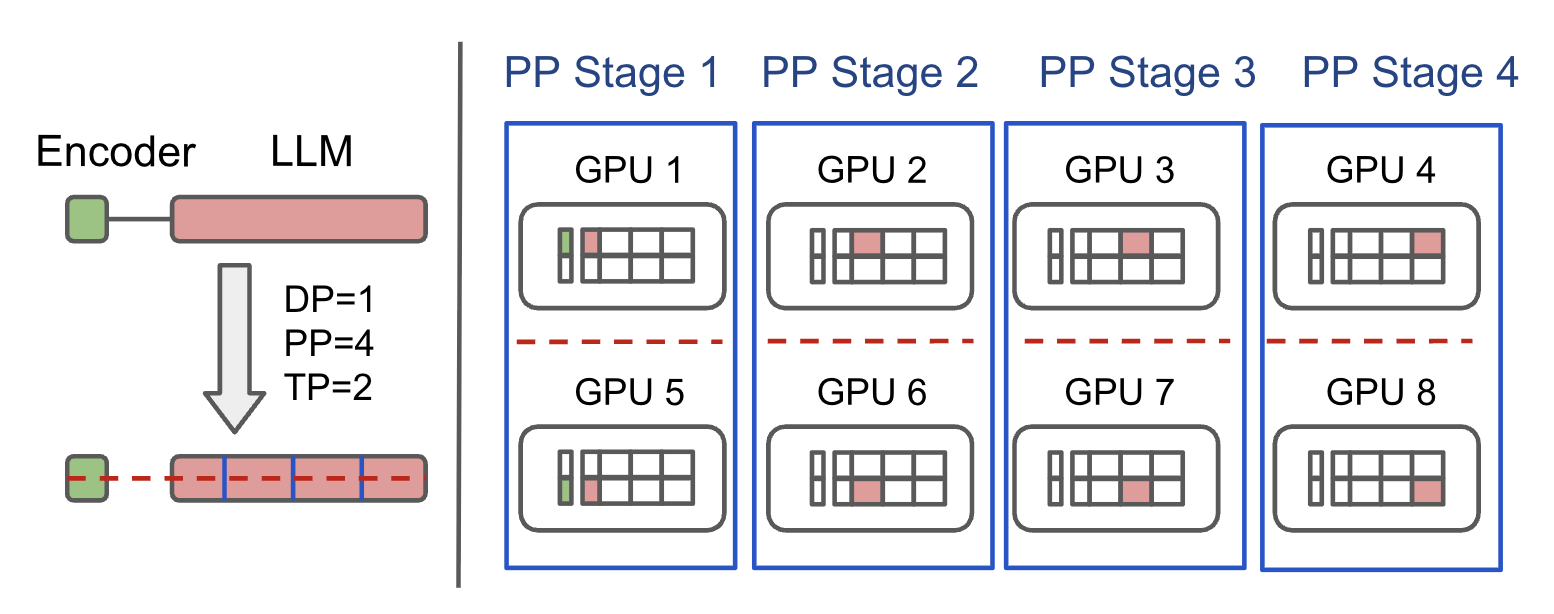 Encoder LLM
DP=1
PP=4
TP=2
PP Stage 1 PP Stage 2 PP Stage 3 PP Stage 4
GPU 1 GPU 2 GPU 3 GPU 4
GPU 5 GPU 6 GPU 7 GPU 8